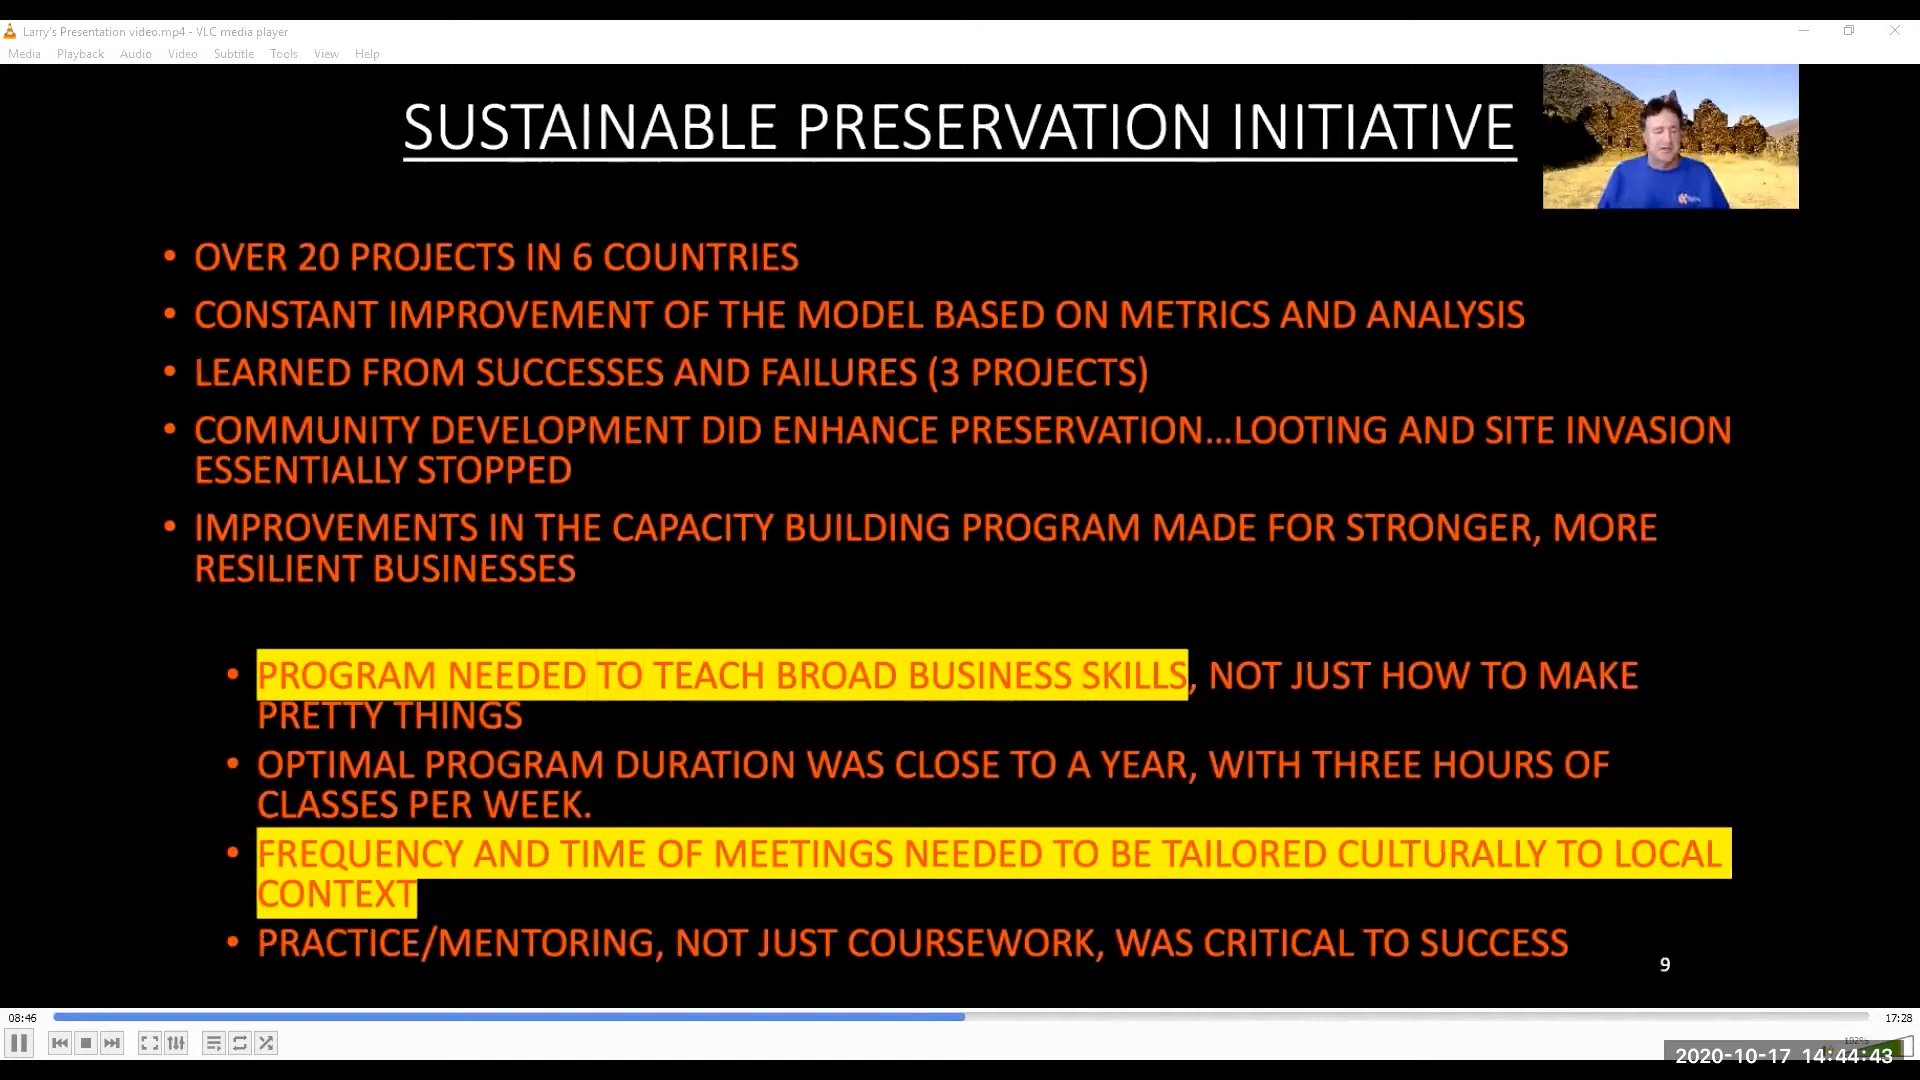 Larry's Presentation video.mp4 - VLC media player
Media Playback Audio Video Subtitle Tools View Help
SUSTAINABLE PRESERVATION INITIATIVE
• OVER 20 PROJECTS IN 6 COUNTRIES
• CONSTANT IMPROVEMENT OF THE MODEL BASED ON METRICS AND ANALYSIS
• LEARNED FROM SUCCESSES AND FAILURES (3 PROJECTS)
• COMMUNITY DEVELOPMENT DID ENHANCE PRESERVATION...LOOTING AND SITE INVASION
ESSENTIALLY STOPPED
• IMPROVEMENTS IN THE CAPACITY BUILDING PROGRAM MADE FOR STRONGER, MORE
RESILIENT BUSINESSES
• PROGRAM NEEDED TO TEACH BROAD BUSINESS SKILLS, NOT JUST HOW TO MAKE
PRETTY THINGS
• OPTIMAL PROGRAM DURATION WAS CLOSE TO A YEAR, WITH THREE HOURS OF
CLASSES PER WEEK.
• FREQUENCY AND TIME OF MEETINGS NEEDED TO BE TAILORED CULTURALLY TO LOCAL
CONTEXT
• PRACTICE/MENTORING, NOT JUST COURSEWORK, WAS CRITICAL TO SUCCESS
9
08:46
17:28
2020-10-17 14:44:43